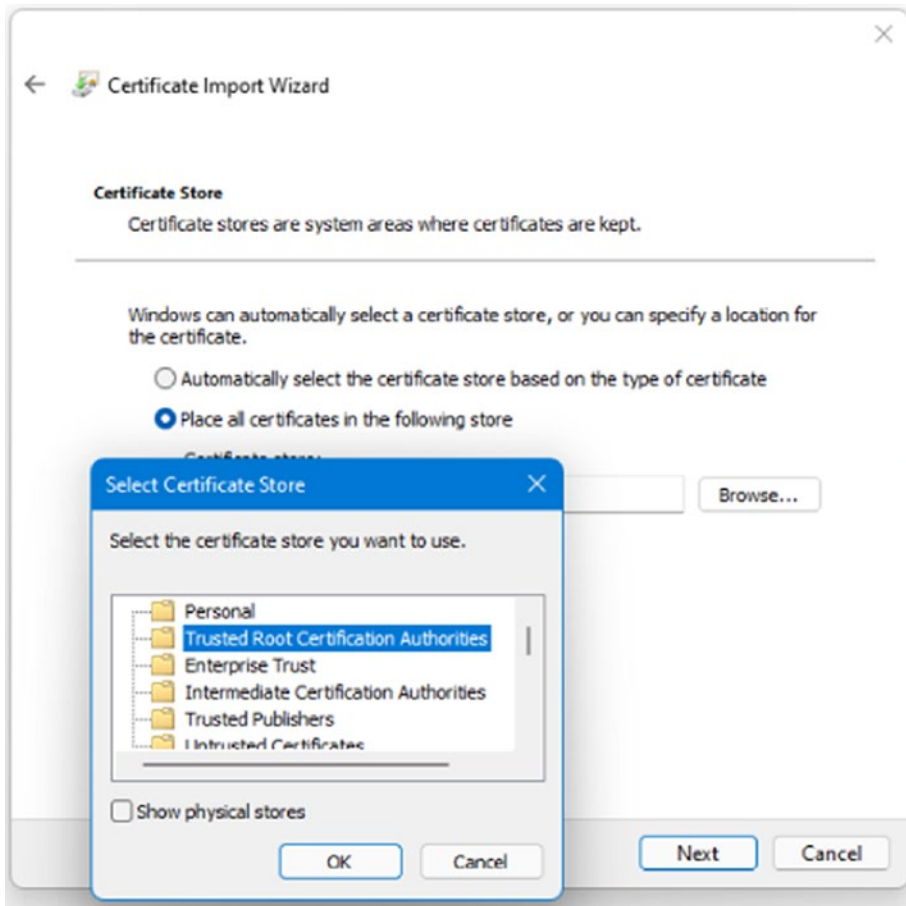 Certificate Import Wizard
Certificate Store
Certificate stores are system areas where certificates are kept.
Windows can automatically select a certificate store, or you can specify a location for
the certificate.
Automatically select the certificate store based on the type of certificate
Place all certificates in the following store
Certificate store:
Browse...
Select Certificate Store
Select the certificate store you want to use.
Personal
Trusted Root Certification Authorities
Enterprise Trust
Intermediate Certification Authorities
Trusted Publishers
Untrusted Certificates
Show physical stores
OK
Cancel
Next
Cancel